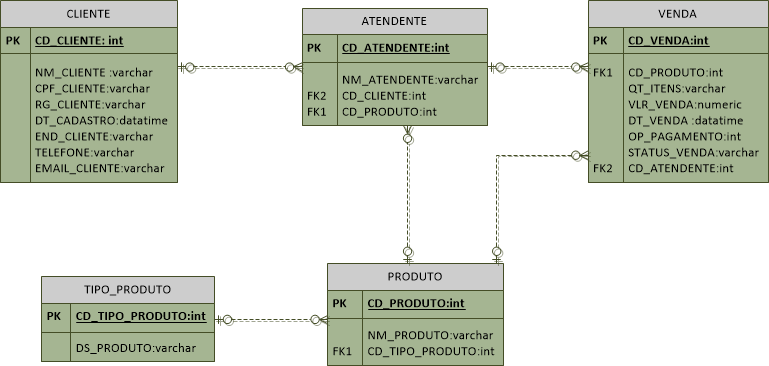 CLIENTE
PK CD_CLIENTE: int
NM_CLIENTE :varchar
CPF_CLIENTE:varchar
RG_CLIENTE:varchar
DT_CADASTRO:datatime
END_CLIENTE:varchar
TELEFONE:varchar
EMAIL_CLIENTE:varchar
ATENDENTE
PK CD_ATENDENTE:int
NM_ATENDENTE:varchar
FK2 CD_CLIENTE:int
FK1 CD_PRODUTO:int
VENDA
PK CD_VENDA:int
FK1 CD_PRODUTO:int
QT_ITENS:varchar
VLR_VENDA:numeric
DT_VENDA :datatime
OP_PAGAMENTO:int
STATUS_VENDA:varchar
FK2 CD_ATENDENTE:int
TIPO_PRODUTO
PK CD_TIPO_PRODUTO:int
DS_PRODUTO:varchar
PRODUTO
PK CD_PRODUTO:int
NM_PRODUTO:varchar
FK1 CD_TIPO_PRODUTO:int